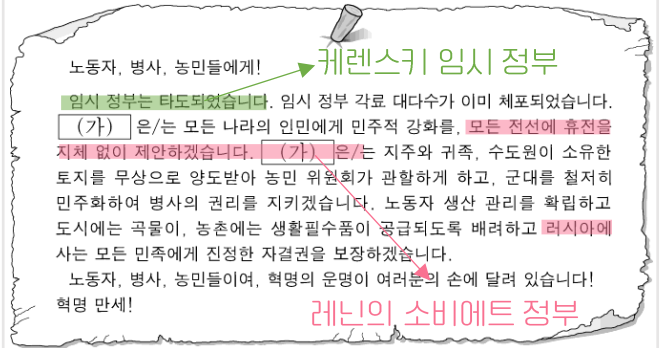 노동자, 병사, 농민들에게!
케렌스키 임시 정부
임시 정부는 타도되었습니다. 임시 정부 각료 대다수가 이미 체포되었습니다.
(가) 은/는 모든 나라의 인민에게 민주적 강화를, 모든 전선에 휴전을
지체 없이 제안하겠습니다. (가) 은/는 지주와 귀족, 수도원이 소유한
토지를 무상으로 양도받아 농민 위원회가 관할하게 하고, 군대를 철저히
민주화하여 병사의 권리를 지키겠습니다. 노동자 생산 관리를 확립하고
도시에는 곡물이, 농촌에는 생활필수품이 공급되도록 배려하고 러시아에
사는 모든 민족에게 진정한 자결권을 보장하겠습니다.
노동자, 병사, 농민들이여, 혁명의 운명이 여러분의 손에 달려 있습니다!
혁명 만세!
레닌의 소비에트 정부